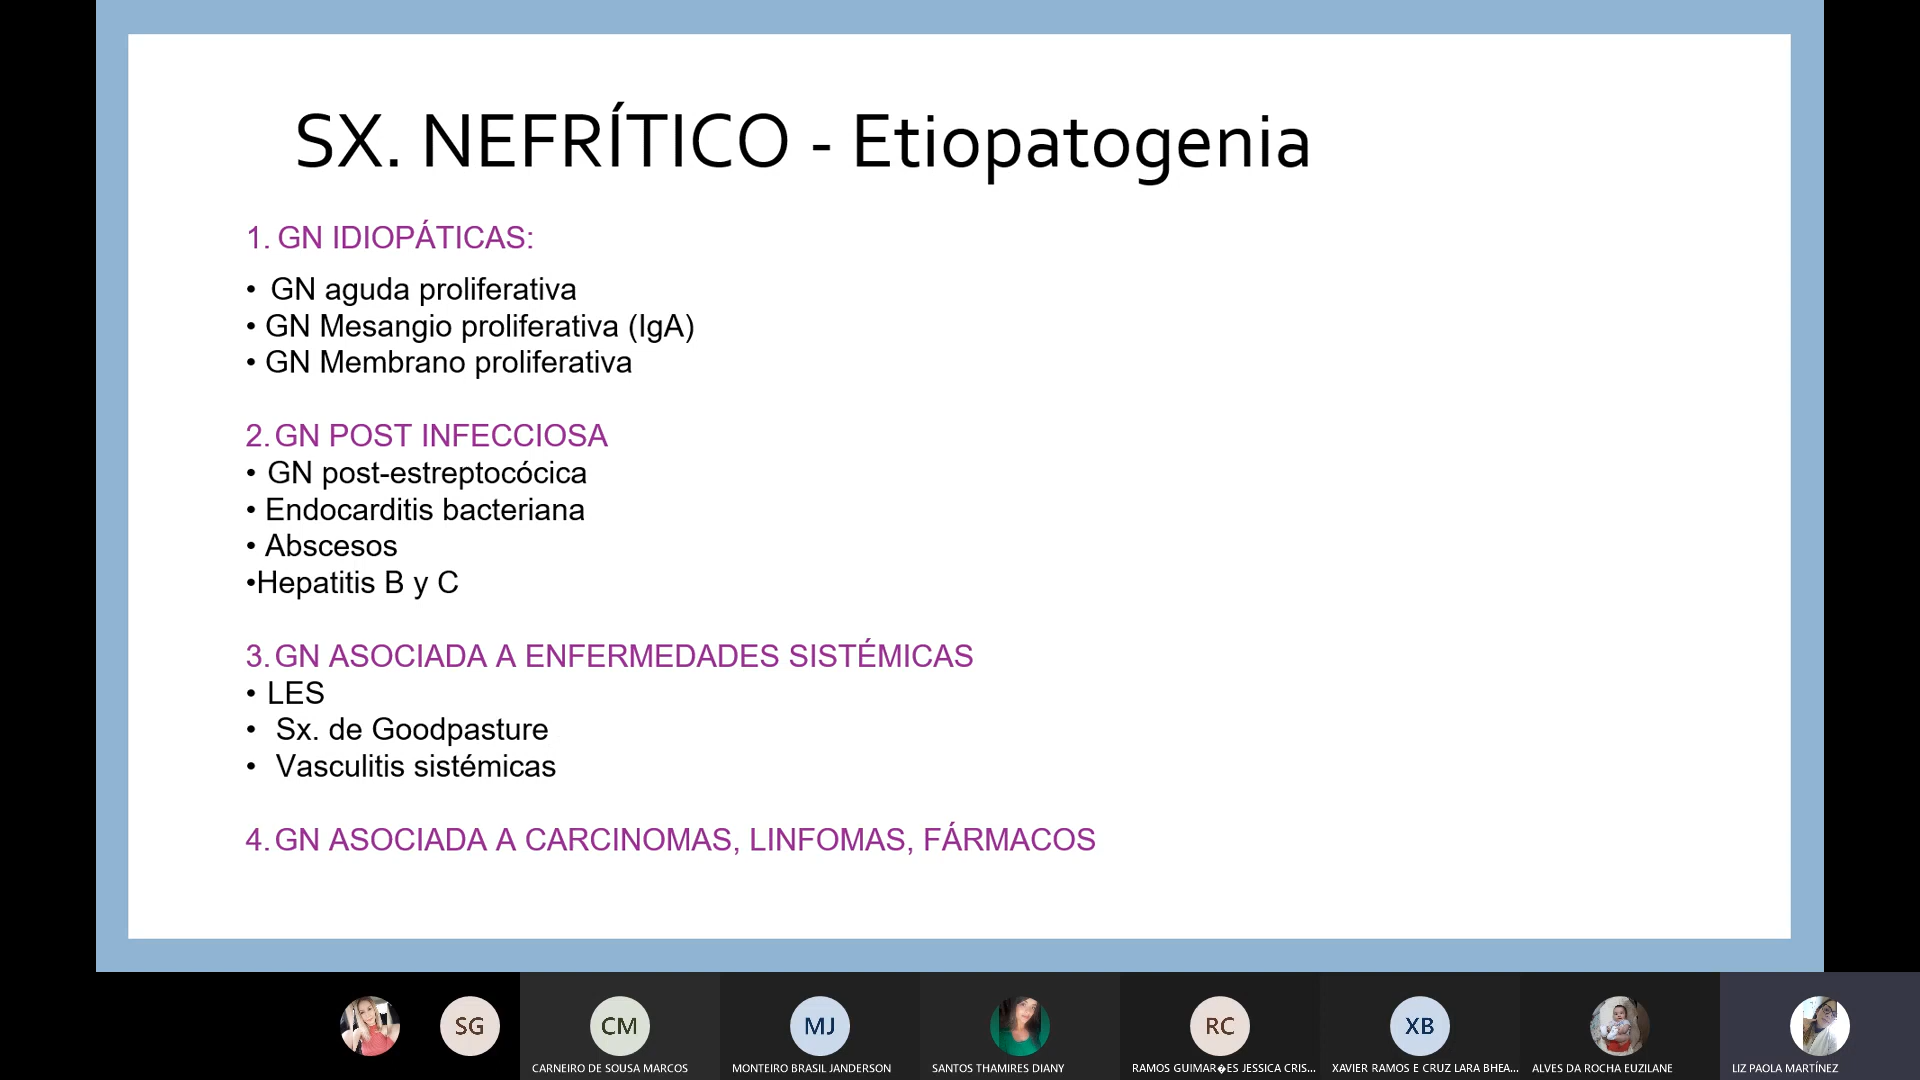 SX. NEFRÍTICO - Etiopatogenia
1. GN IDIOPÁTICAS:
• GN aguda proliferativa
• GN Mesangio proliferativa (IgA)
• GN Membrano proliferativa
2. GN POST INFECCIOSA
• GN post-estreptocócica
• Endocarditis bacteriana
• Abscesos
•Hepatitis B y C
3. GN ASOCIADA A ENFERMEDADES SISTÉMICAS
• LES
• Sx. de Goodpasture
• Vasculitis sistémicas
4. GN ASOCIADA A CARCINOMAS, LINFOMAS, FÁRMACOS
SG
CM
MJ
RC
XB
CARNEIRO DE SOUSA MARCOS
MONTEIRO BRASIL JANDERSON
SANTOS THAMIRES DIANY
RAMOS GUIMAR�ES JESSICA CRIS...
XAVIER RAMOS E CRUZ LARA BHEA...
ALVES DA ROCHA EUZILANE
LIZ PAOLA MARTÍNEZ